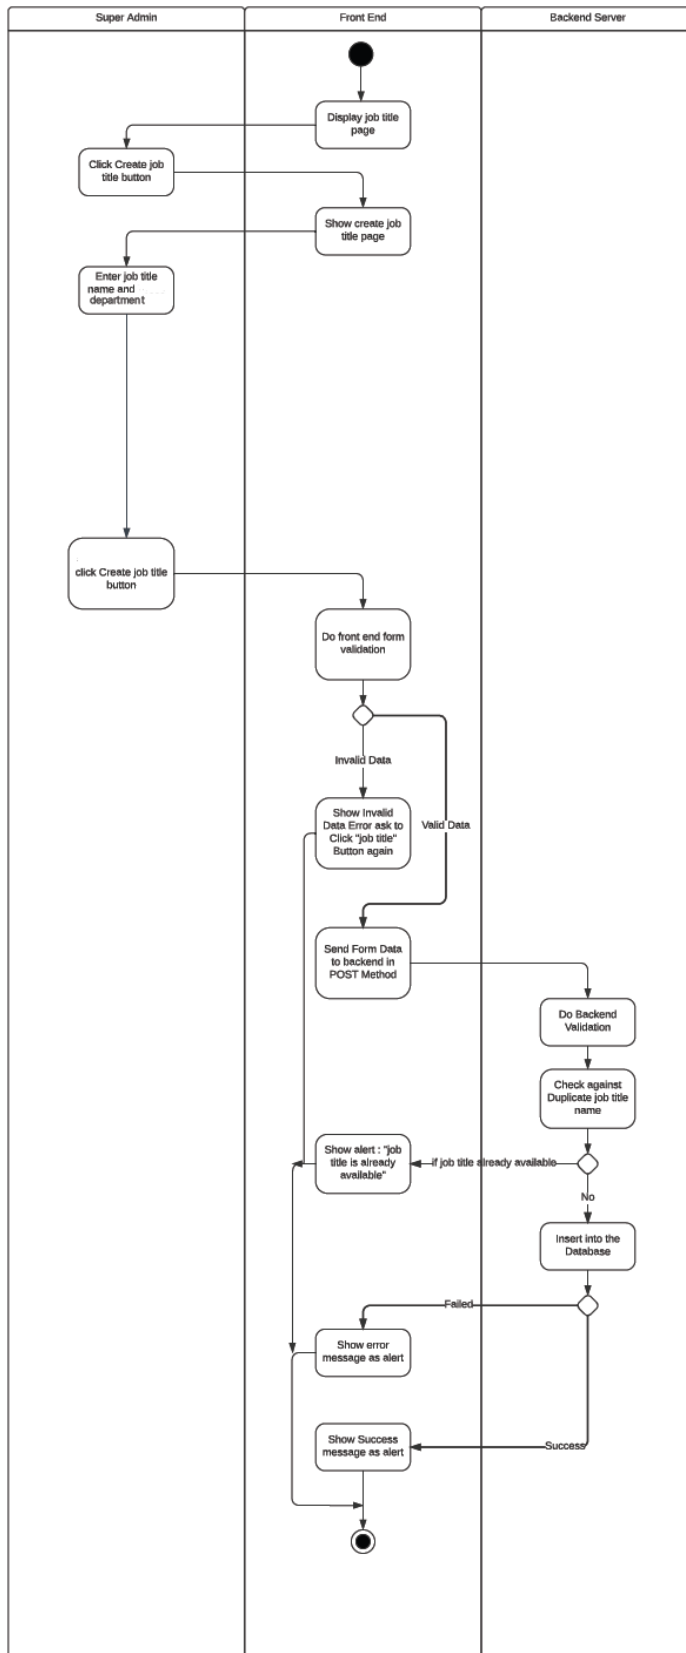 Super Admin
Front End
Backend Server
Display job title
page
Click Create job
title button
Show create job
title page
Enter job title
name and
department
click Create job title
button
Do front end form
validation
Invalid Data
Show Invalid
Data Error ask to
Click "job title"
Button again
Valid Data
Send Form Data
to backend in
POST Method
Do Backend
Validation
Check against
Duplicate job title
name
Show alert : "job
title is already
available"
if job title already available
No
Insert into the
Database
Failed
Show error
message as alert
Show Success
message as alert
Success